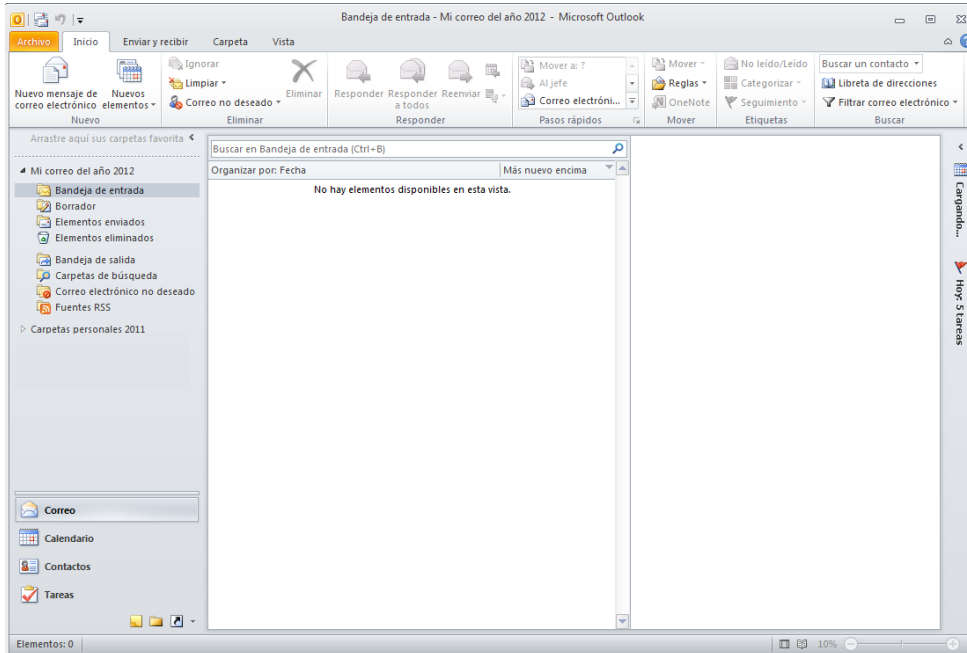 Bandeja de entrada - Mi correo del año 2012 - Microsoft Outlook
Archivo Inicio Enviar y recibir Carpeta Vista
Nuevo mensaje de correo electrónico
Nuevos elementos
Nuevo
Ignorar
Limpiar
Correo no deseado
Eliminar
Eliminar
Responder
Responder a todos
Reenviar
Responder
Mover a: ?
Al jefe
Correo electróni...
Pasos rápidos
Mover
Reglas
OneNote
Mover
No leído/Leído
Categorizar
Seguimiento
Etiquetas
Buscar un contacto
Libreta de direcciones
Filtrar correo electrónico
Buscar
Arrastre aquí sus carpetas favorita
Mi correo del año 2012
Bandeja de entrada
Borrador
Elementos enviados
Elementos eliminados
Bandeja de salida
Carpetas de búsqueda
Correo electrónico no deseado
Fuentes RSS
Carpetas personales 2011
Correo
Calendario
Contactos
Tareas
Buscar en Bandeja de entrada (Ctrl+B)
Organizar por: Fecha Más nuevo encima
No hay elementos disponibles en esta vista.
Cargando...
Hoy: 5 tareas
Elementos: 0
10%